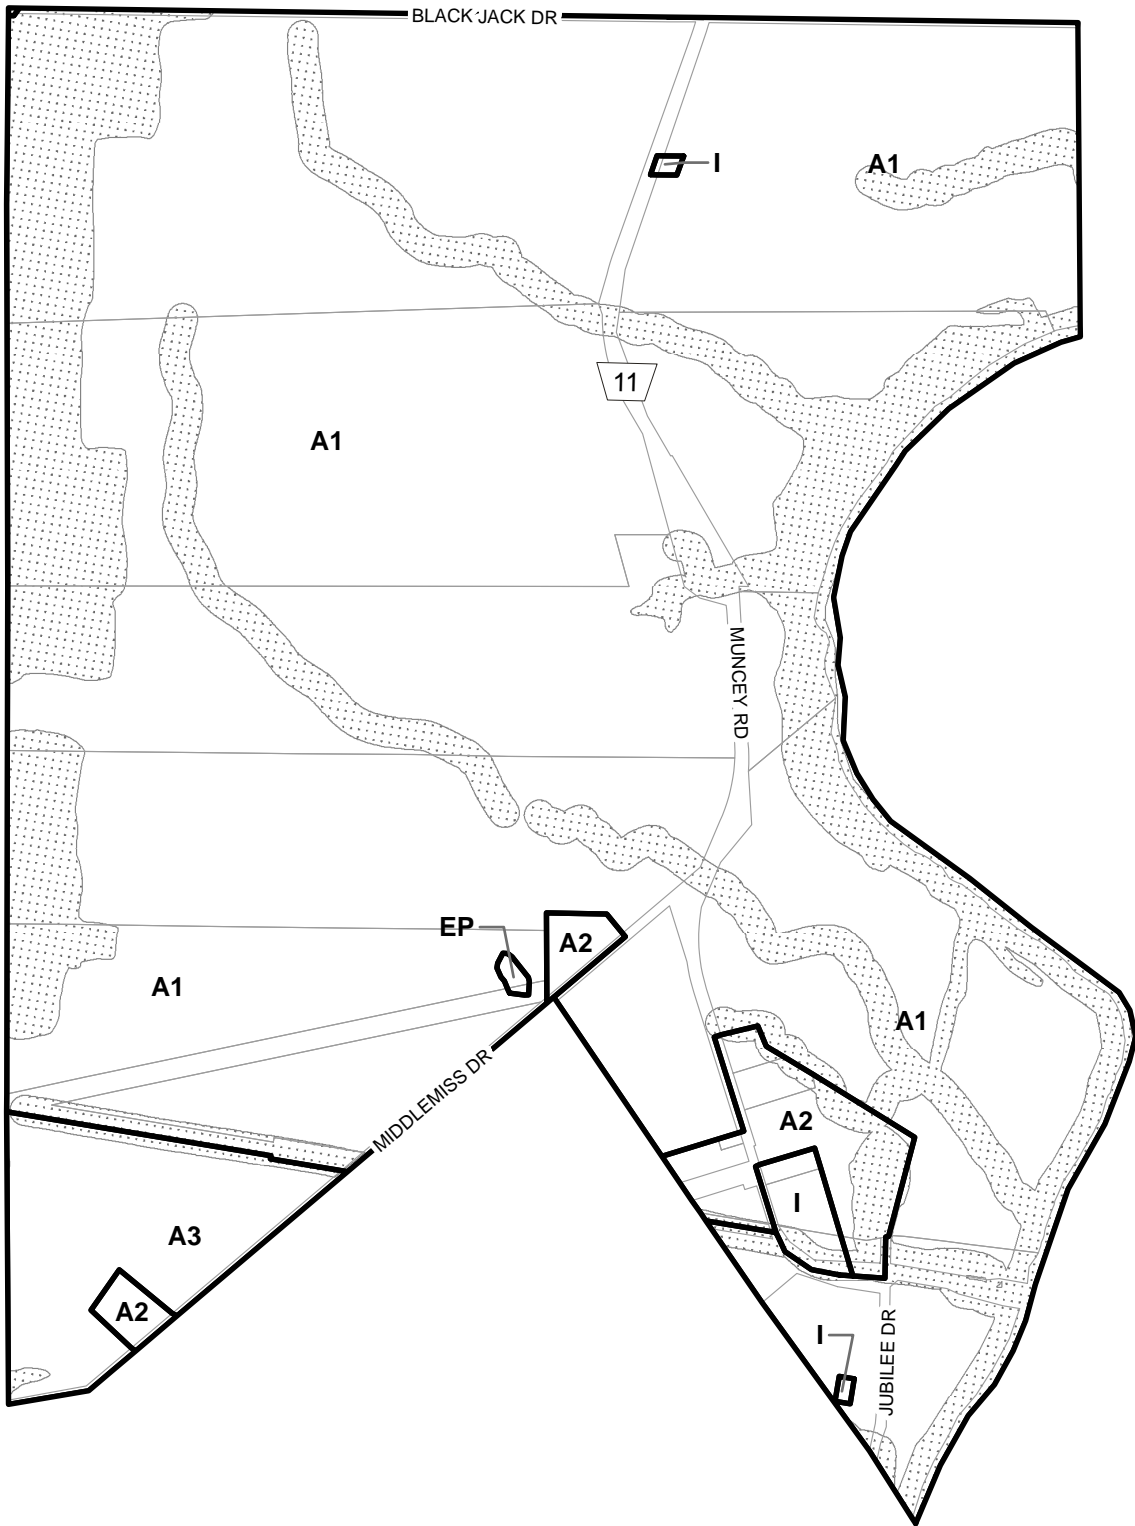 BLACK JACK DR
I
A1
11
A1
MUNCEY RD
EP
A2
A1
A1
MIDDLEMISS DR
A2
I
A3
A2
I
JUBILEE DR